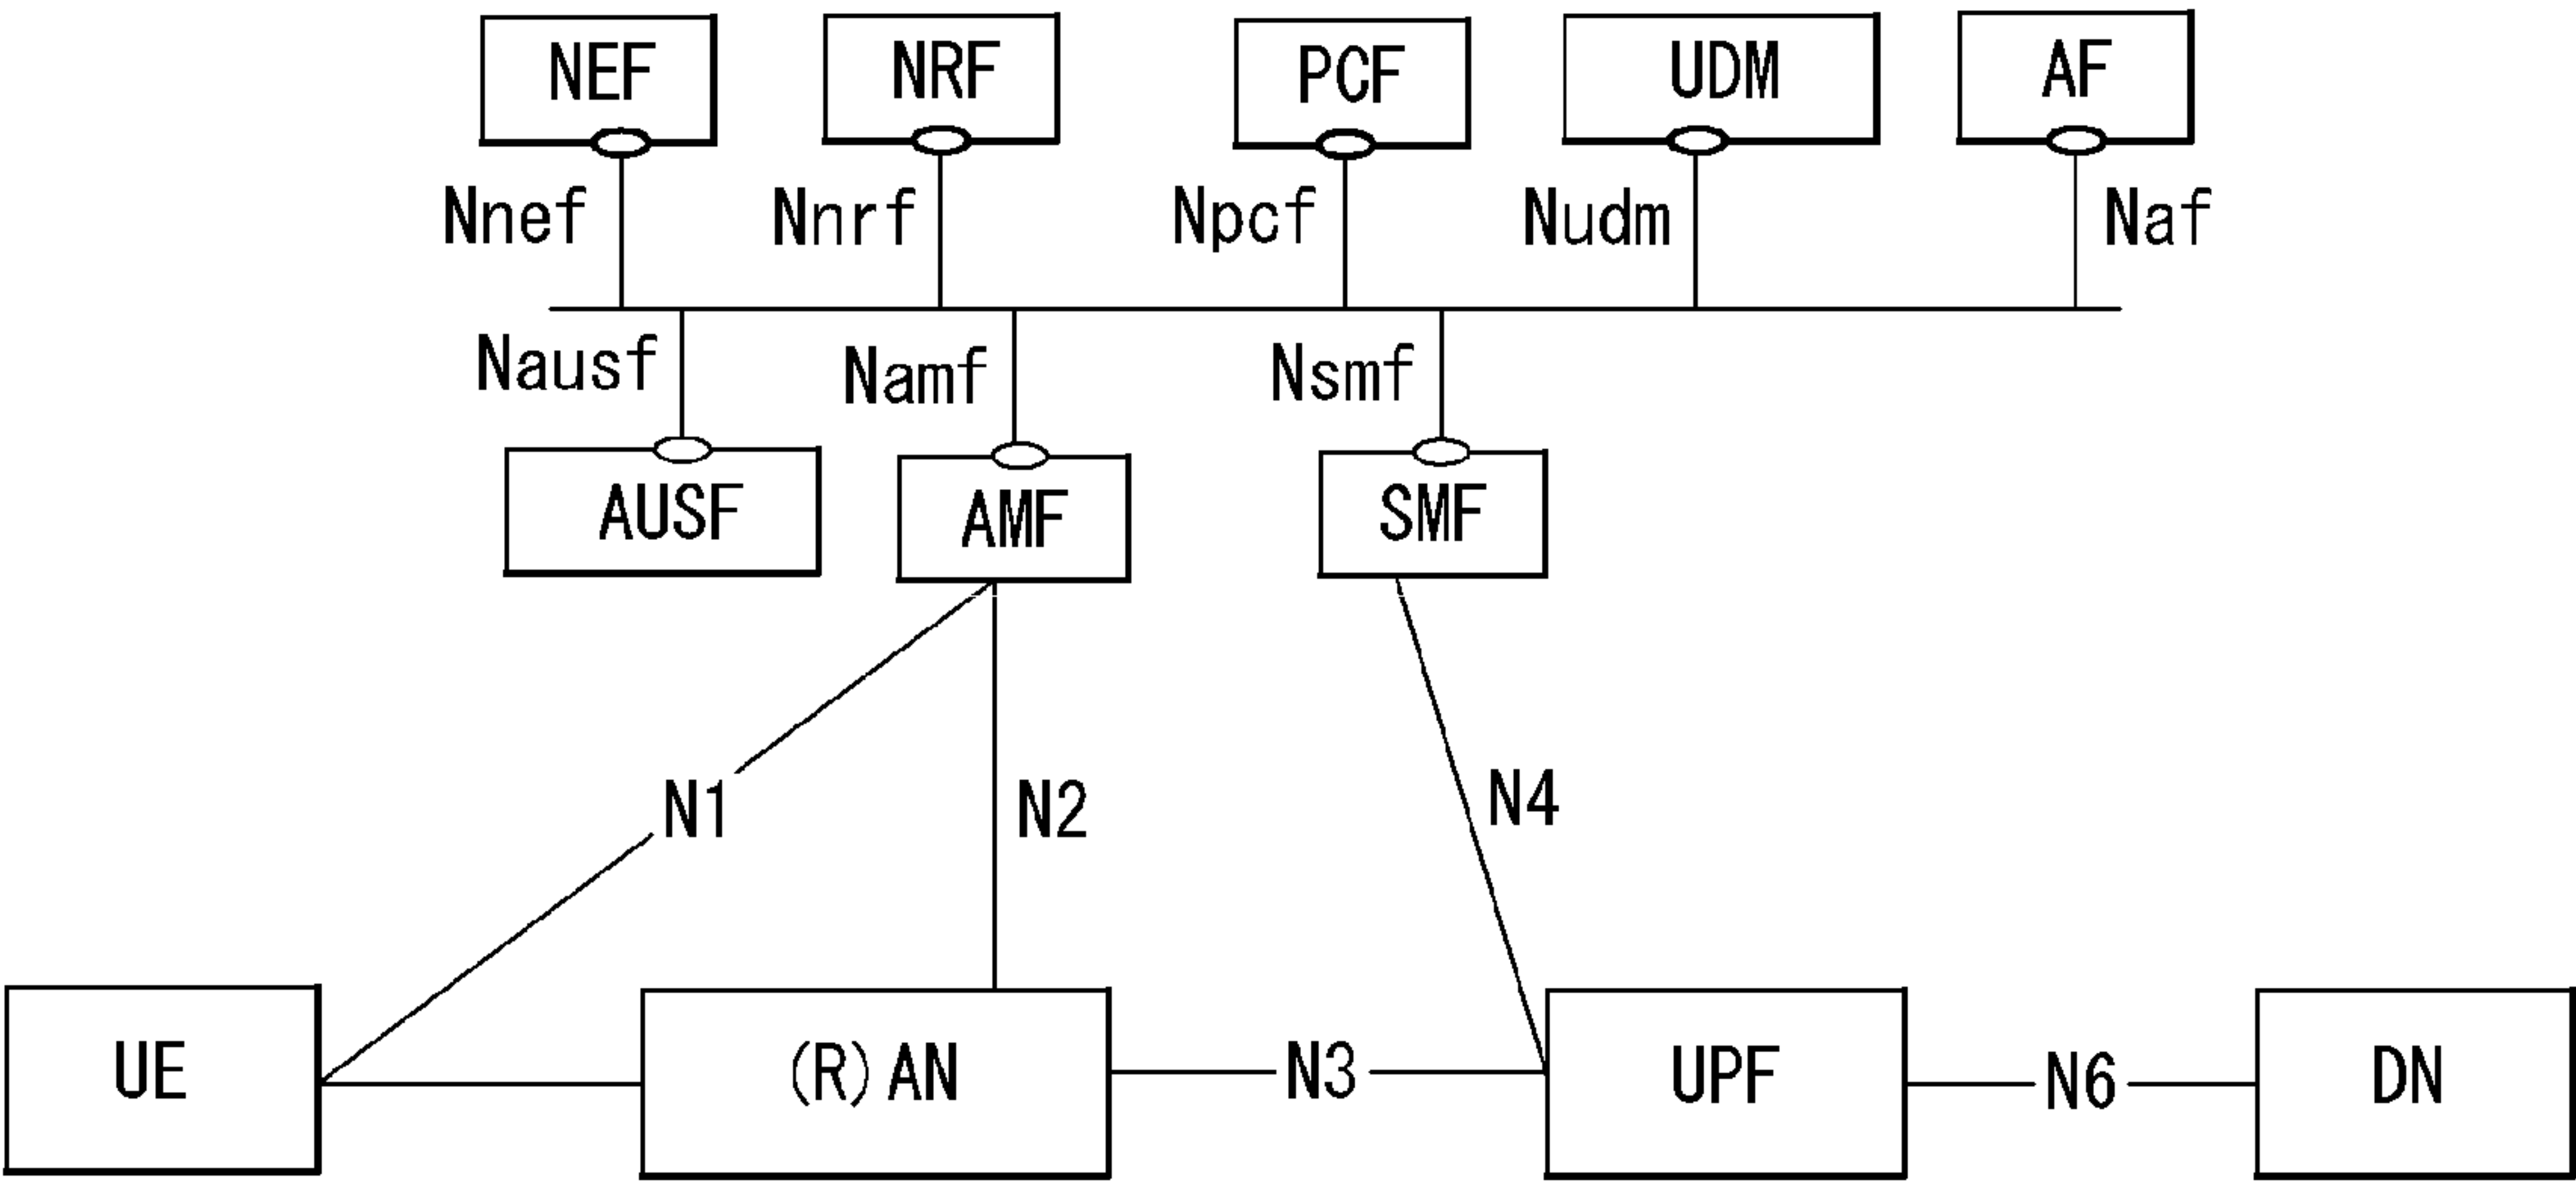 NEF NRF PCF UDM AF
Nnef Nnrf Npcf Nudm Naf
Nausf Namf Nsmf
AUSF AMF SMF
N1 N2 N4
UE (R)AN N3 UPF N6 DN